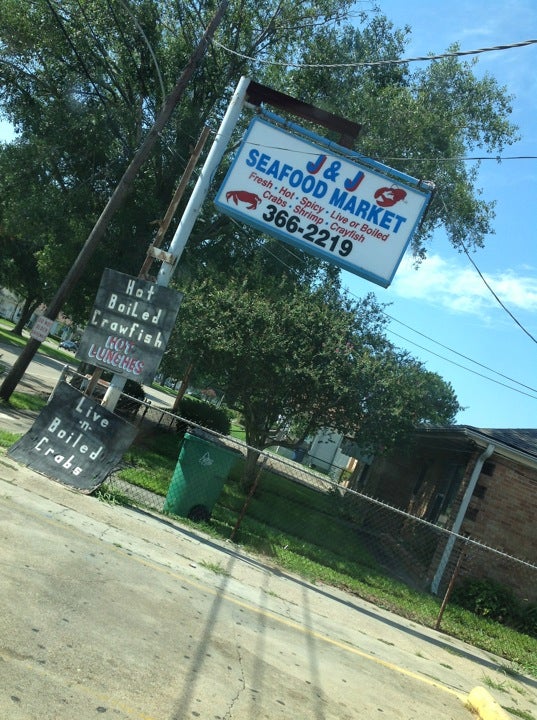 J & J
SEAFOOD MARKET
Fresh • Hot • Spicy • Live or Boiled
Crabs • Shrimp • Crayfish
366-2219
Hot
Boiled
Crawfish
HOT
LUNCHES
Live
-n-
Boiled
Crabs